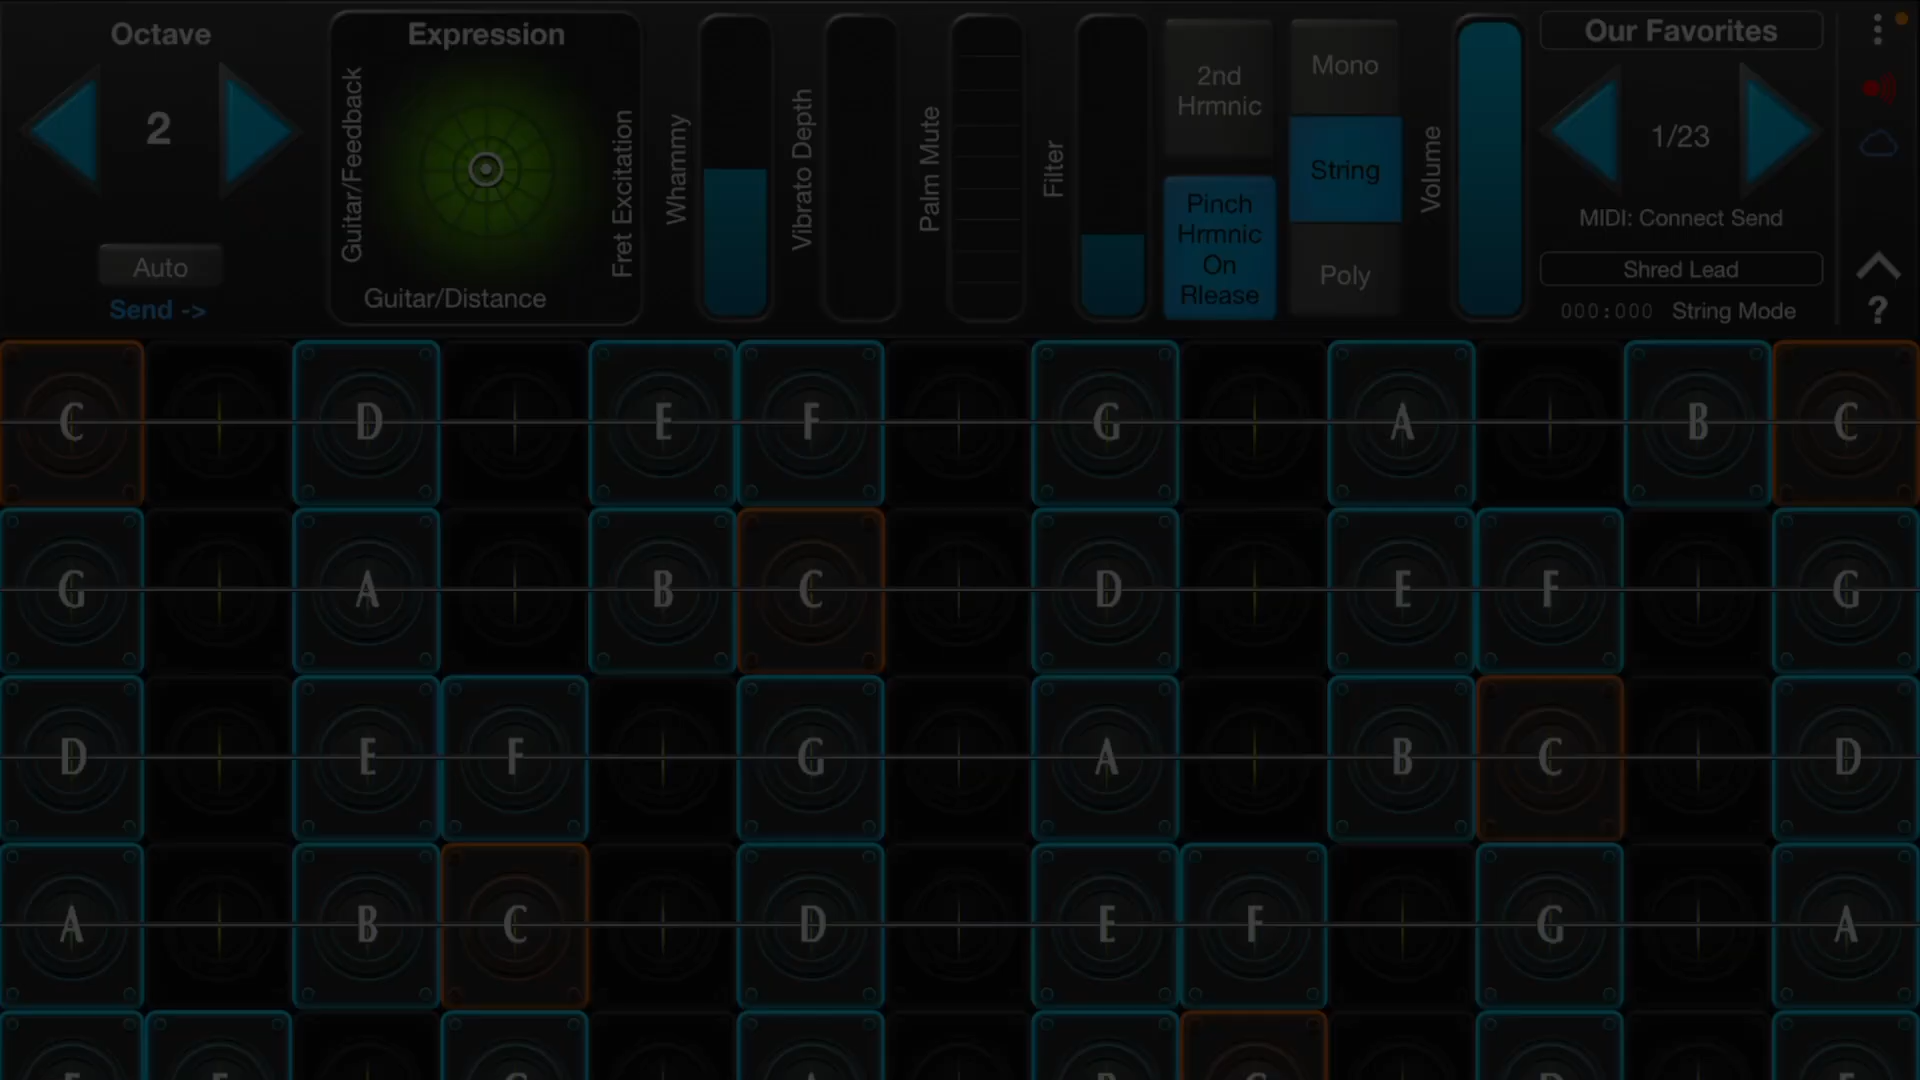 Octave
2
Auto
Send ->
Expression
Guitar/Feedback
Fret Excitation
Guitar/Distance
Whammy
Vibrato Depth
Palm Mute
Filter
2nd
Hrmnic
Pinch
Hrmnic
On
Rlease
Mono
String
Poly
Volume
Our Favorites
1/23
MIDI: Connect Send
Shred Lead
000:000 String Mode
?
C D E F G A B C
G A B C D E F G
D E F G A B C D
A B C D E F G A